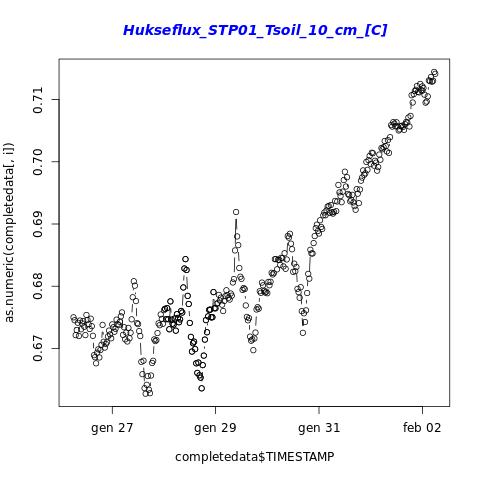 Hukseflux_STP01_Tsoil_10_cm_[C]
as.numeric(completedata[, i])
0.71
0.70
0.69
0.68
0.67
gen 27
gen 29
gen 31
feb 02
completedata$TIMESTAMP